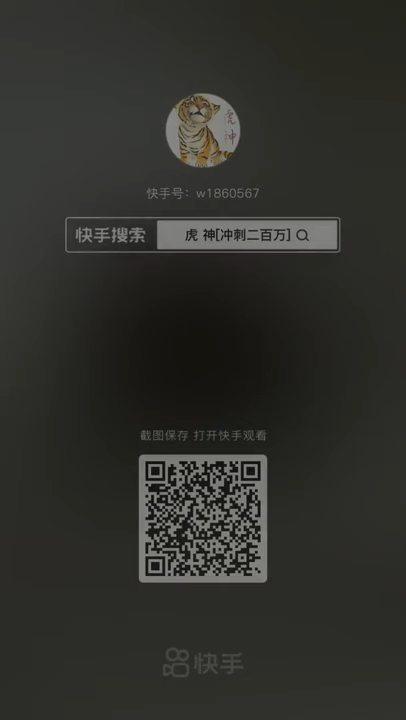 虎
神
快手号：w1860567
快手搜索 虎 神[冲刺二百万]
截图保存 打开快手观看
快手